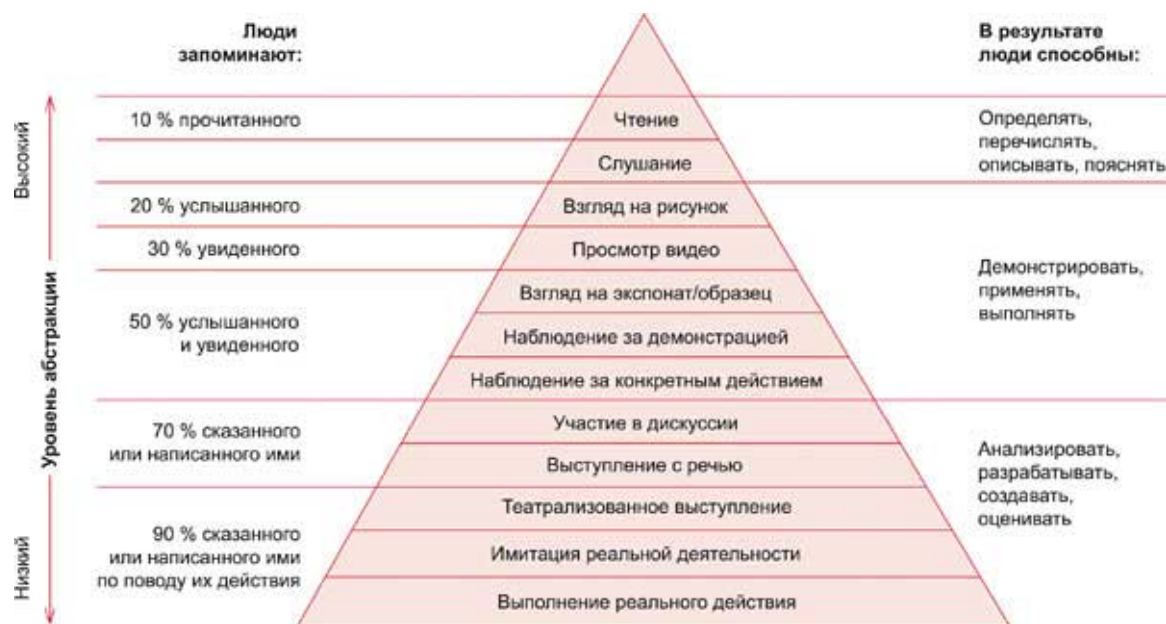 Люди
запоминают:
В результате
люди способны:
Высокий
Уровень абстракции
Низкий
10 % прочитанного
20 % услышанного
30 % увиденного
50 % услышанного
и увиденного
70 % сказанного
или написанного ими
90 % сказанного
или написанного ими
по поводу их действия
Чтение
Слушание
Взгляд на рисунок
Просмотр видео
Взгляд на экспонат/образец
Наблюдение за демонстрацией
Наблюдение за конкретным действием
Участие в дискуссии
Выступление с речью
Театрализованное выступление
Имитация реальной деятельности
Выполнение реального действия
Определять,
перечислять,
описывать, пояснять
Демонстрировать,
применять,
выполнять
Анализировать,
разрабатывать,
создавать,
оценивать